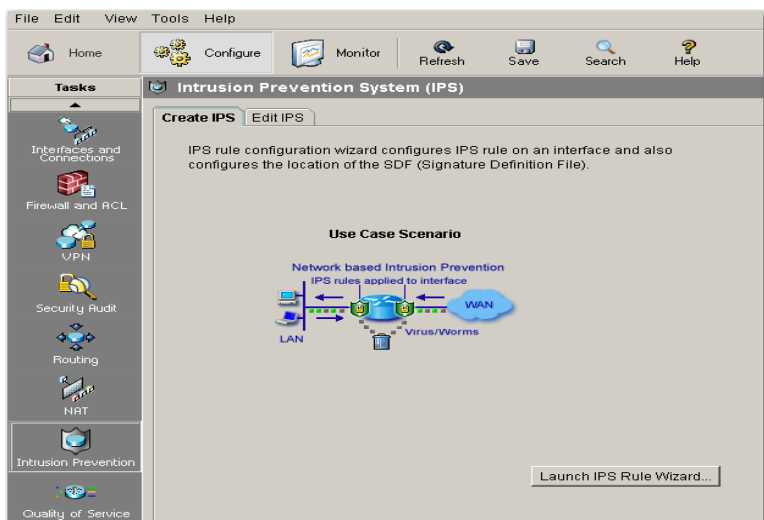 File Edit View Tools Help
Home Configure Monitor Refresh Save Search Help
Tasks
Interfaces and
Connections
Firewall and ACL
VPN
Security Audit
Routing
NAT
Intrusion Prevention
Quality of Service
Intrusion Prevention System (IPS)
Create IPS Edit IPS
IPS rule configuration wizard configures IPS rule on an interface and also
configures the location of the SDF (Signature Definition File).
Use Case Scenario
Network based Intrusion Prevention
IPS rules applied to interface
WAN
LAN
Virus/Worms
Launch IPS Rule Wizard...